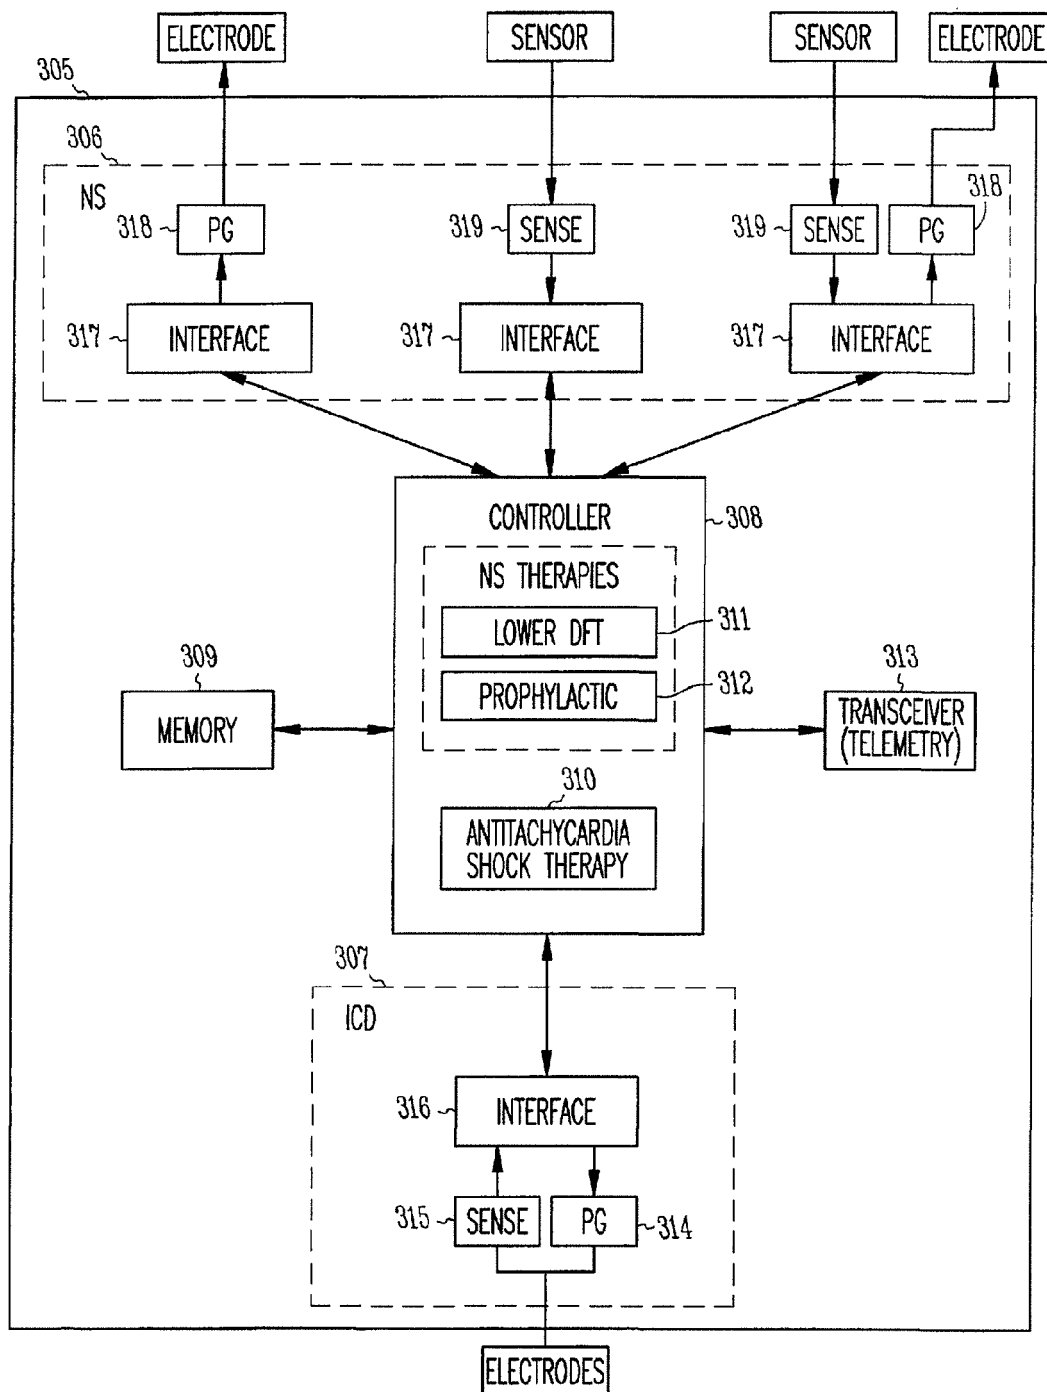 ELECTRODE
SENSOR
SENSOR
ELECTRODE
305
306
NS
318
PG
319
SENSE
319
SENSE
PG
318
317
INTERFACE
317
INTERFACE
317
INTERFACE
CONTROLLER
308
NS THERAPIES
LOWER DFT
311
PROPHYLACTIC
312
309
MEMORY
313
TRANSCEIVER
(TELEMETRY)
310
ANTITACHYCARDIA
SHOCK THERAPY
307
ICD
316
INTERFACE
315
SENSE
PG
314
ELECTRODES